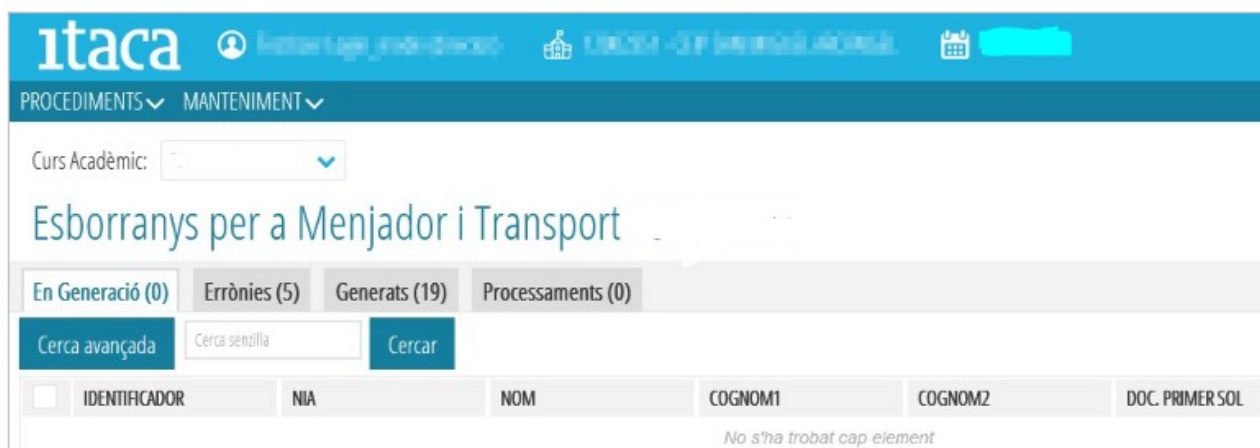 ıtaca
PROCEDIMENTS MANTENIMENT
Curs Acadèmic:
Esborranys per a Menjador i Transport
En Generació (0) Errònies (5) Generats (19) Processaments (0)
Cerca avançada Cerca senzilla Cercar
IDENTIFICADOR NIA NOM COGNOM1 COGNOM2 DOC. PRIMER SOL
No s'ha trobat cap element